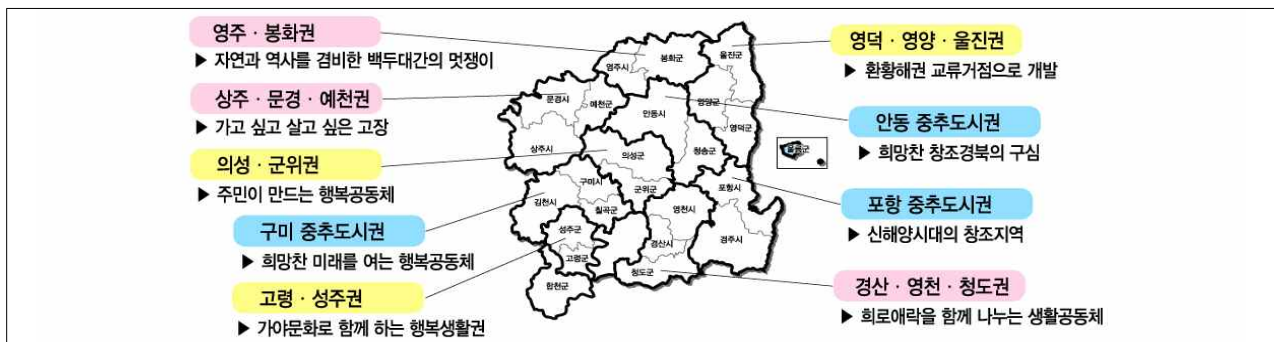 영주 · 봉화권
▶ 자연과 역사를 겸비한 백두대간의 멋쟁이
상주 · 문경 · 예천권
▶ 가고 싶고 살고 싶은 고장
의성 · 군위권
▶ 주민이 만드는 행복공동체
구미 중추도시권
▶ 희망찬 미래를 여는 행복공동체
고령 · 성주권
▶ 가야문화로 함께 하는 행복생활권
영주시
봉화군
울진군
문경시
예천군
안동시
영양군
영덕군
상주시
의성군
청송군
구미시
군위군
포항시
김천시
칠곡군
영천시
성주군
경산시
경주시
고령군
청도군
합천군
영덕 · 영양 · 울진권
▶ 환황해권 교류거점으로 개발
안동 중추도시권
▶ 희망찬 창조경북의 구심
포항 중추도시권
▶ 신해양시대의 창조지역
경산 · 영천 · 청도권
▶ 희로애락을 함께 나누는 생활공동체